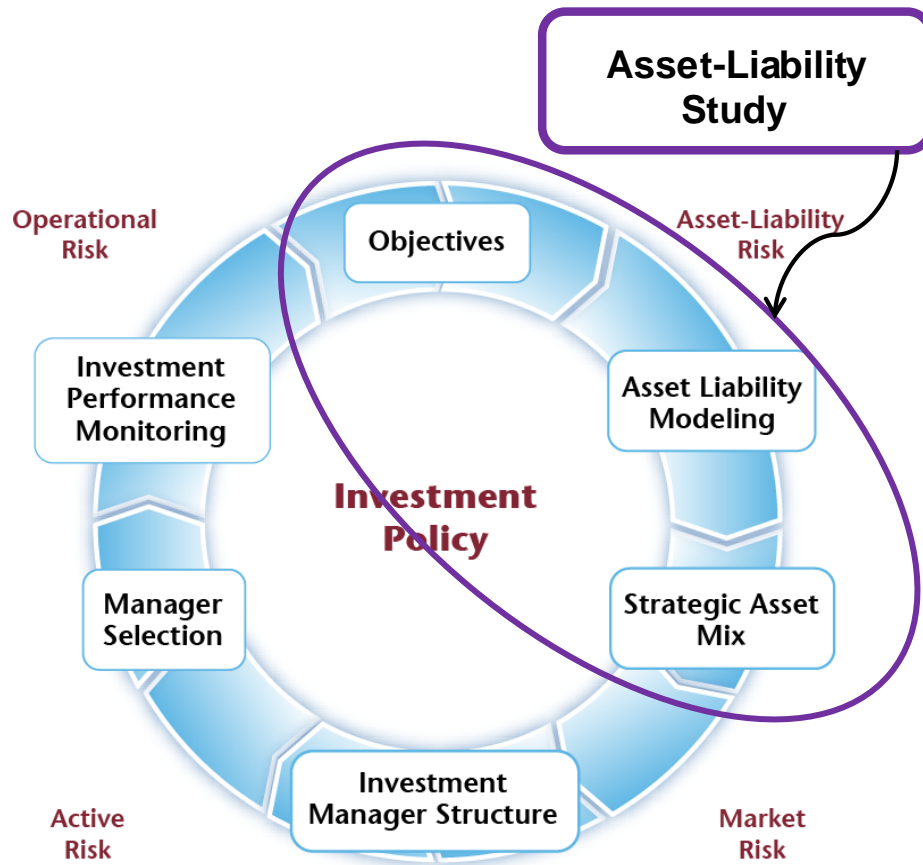 Asset-Liability
Study
Operational
Risk
Objectives
Asset-Liability
Risk
Investment
Performance
Monitoring
Asset Liability
Modeling
Investment
Policy
Manager
Selection
Strategic Asset
Mix
Investment
Manager Structure
Active
Risk
Market
Risk